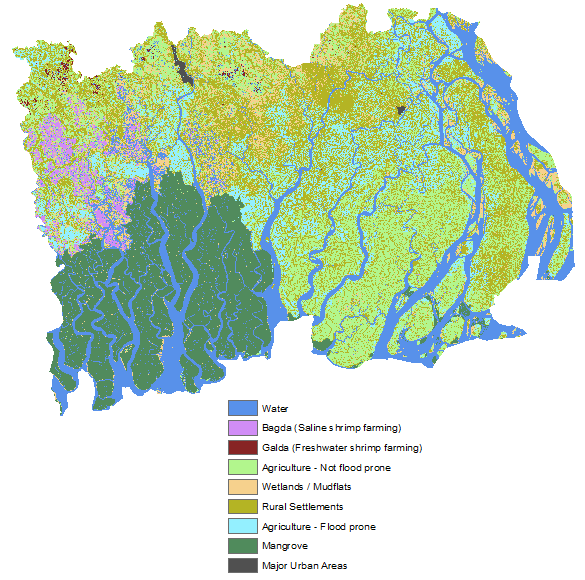 Water
Bagda (Saline shrimp farming)
Galda (Freshwater shrimp farming)
Agriculture - Not flood prone
Wetlands / Mudflats
Rural Settlements
Agriculture - Flood prone
Mangrove
Major Urban Areas